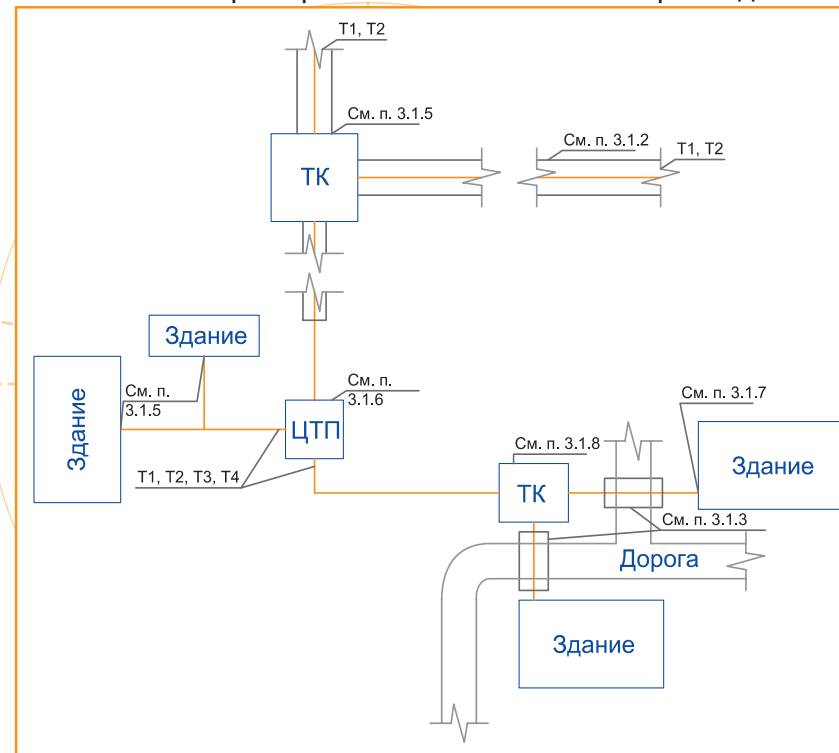 Т1, Т2
См. п. 3.1.5
См. п. 3.1.2
Т1, Т2
ТК
Здание
Здание
См. п.
3.1.5
См. п.
3.1.6
ЦТП
См. п. 3.1.7
Здание
См. п. 3.1.8
Т1, Т2, Т3, Т4
ТК
См. п. 3.1.3
Дорога
Здание